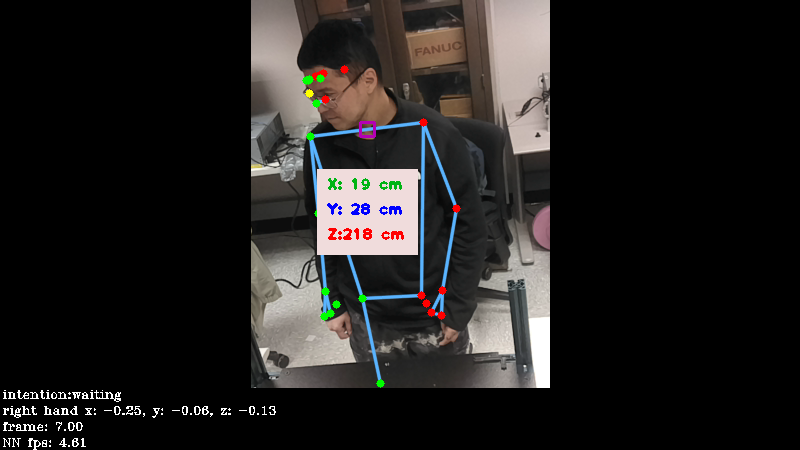 FANUC
X: 19 cm
Y: 28 cm
Z:218 cm
intention:waiting
right hand x: −0.25, y: −0.06, z: −0.13
frame: 7.00
NN fps: 4.61